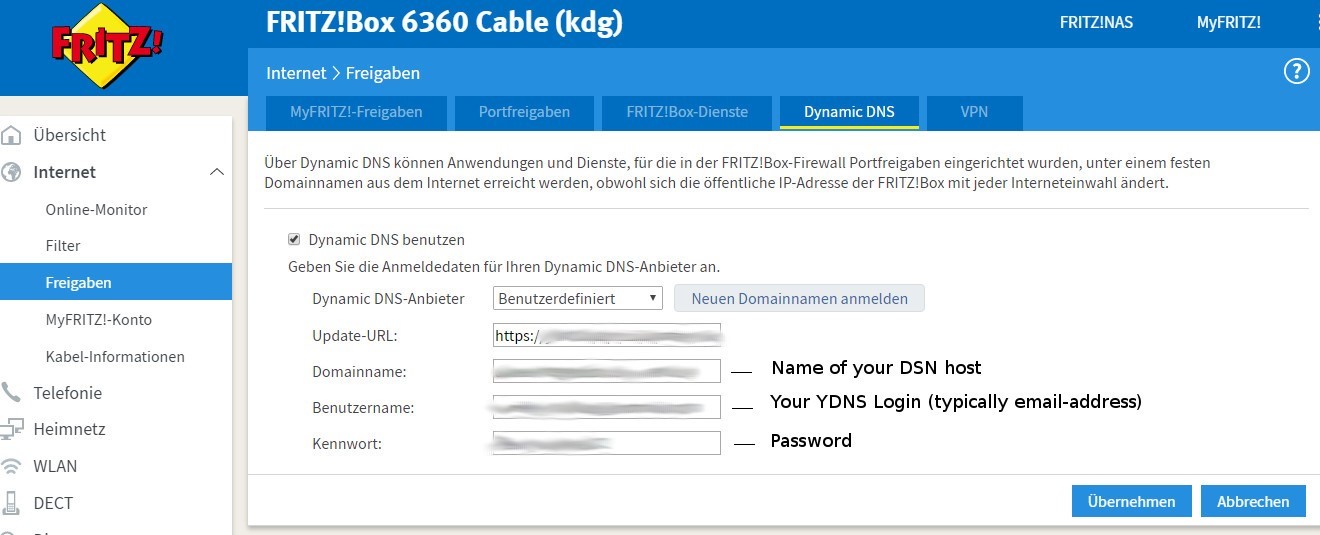 FRITZ!
FRITZ!Box 6360 Cable (kdg)
FRITZ!NAS
MyFRITZ!
Internet > Freigaben
?
MyFRITZ!-Freigaben
Portfreigaben
FRITZ!Box-Dienste
Dynamic DNS
VPN
Übersicht
Internet
Online-Monitor
Filter
Freigaben
MyFRITZ!-Konto
Kabel-Informationen
Telefonie
Heimnetz
WLAN
DECT
Über Dynamic DNS können Anwendungen und Dienste, für die in der FRITZ!Box-Firewall Portfreigaben eingerichtet wurden, unter einem festen
Domainnamen aus dem Internet erreicht werden, obwohl sich die öffentliche IP-Adresse der FRITZ!Box mit jeder Interneteinwahl ändert.
Dynamic DNS benutzen
Geben Sie die Anmeldedaten für Ihren Dynamic DNS-Anbieter an.
Dynamic DNS-Anbieter Benutzerdefiniert Neuen Domainnamen anmelden
Update-URL: https:/
Domainname: Name of your DSN host
Benutzername: Your YDNS Login (typically email-address)
Kennwort: Password
Übernehmen
Abbrechen